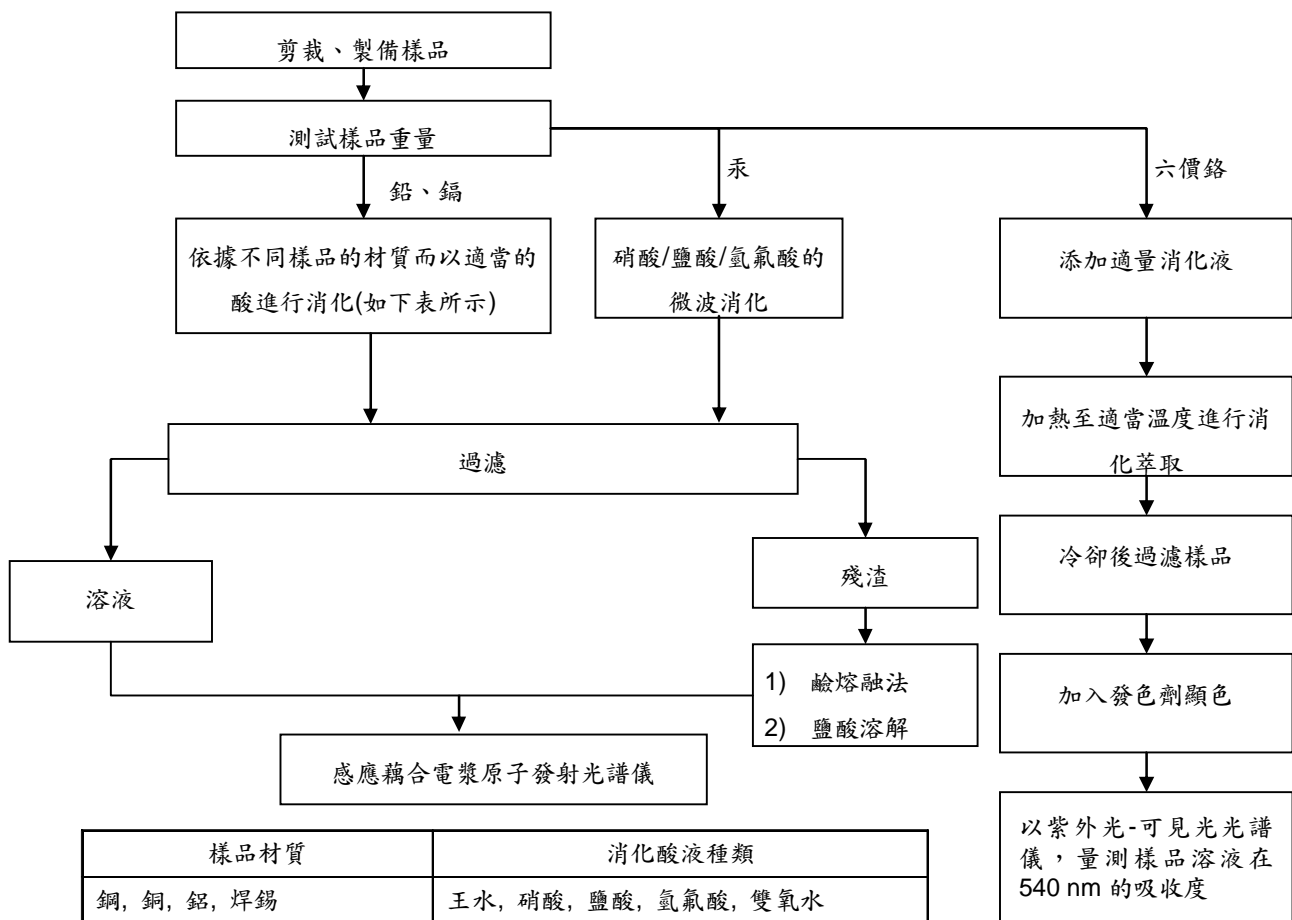 剪裁、製備樣品
測試樣品重量
鉛、鎘
汞
六價鉻
依據不同樣品的材質而以適當的
酸進行消化(如下表所示)
硝酸/鹽酸/氫氟酸的
微波消化
添加適量消化液
加熱至適當溫度進行消
化萃取
過濾
冷卻後過濾樣品
溶液
殘渣
1) 鹼熔融法
2) 鹽酸溶解
加入發色劑顯色
感應藕合電漿原子發射光譜儀
以紫外光-可見光光譜
儀，量測樣品溶液在
540 nm 的吸收度
樣品材質 消化酸液種類
鋼, 銅, 鋁, 焊錫 王水, 硝酸, 鹽酸, 氫氟酸, 雙氧水